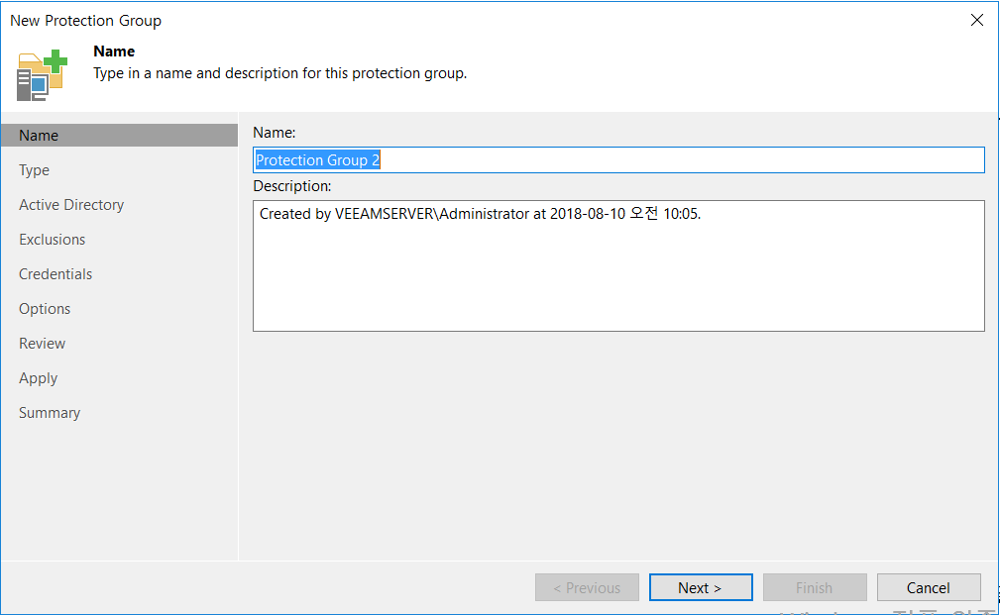 New Protection Group
Name
Type in a name and description for this protection group.
Name
Type
Active Directory
Exclusions
Credentials
Options
Review
Apply
Summary
Name:
Protection Group 2
Description:
Created by VEEAMSERVER\Administrator at 2018-08-10 오전 10:05.
< Previous
Next >
Finish
Cancel